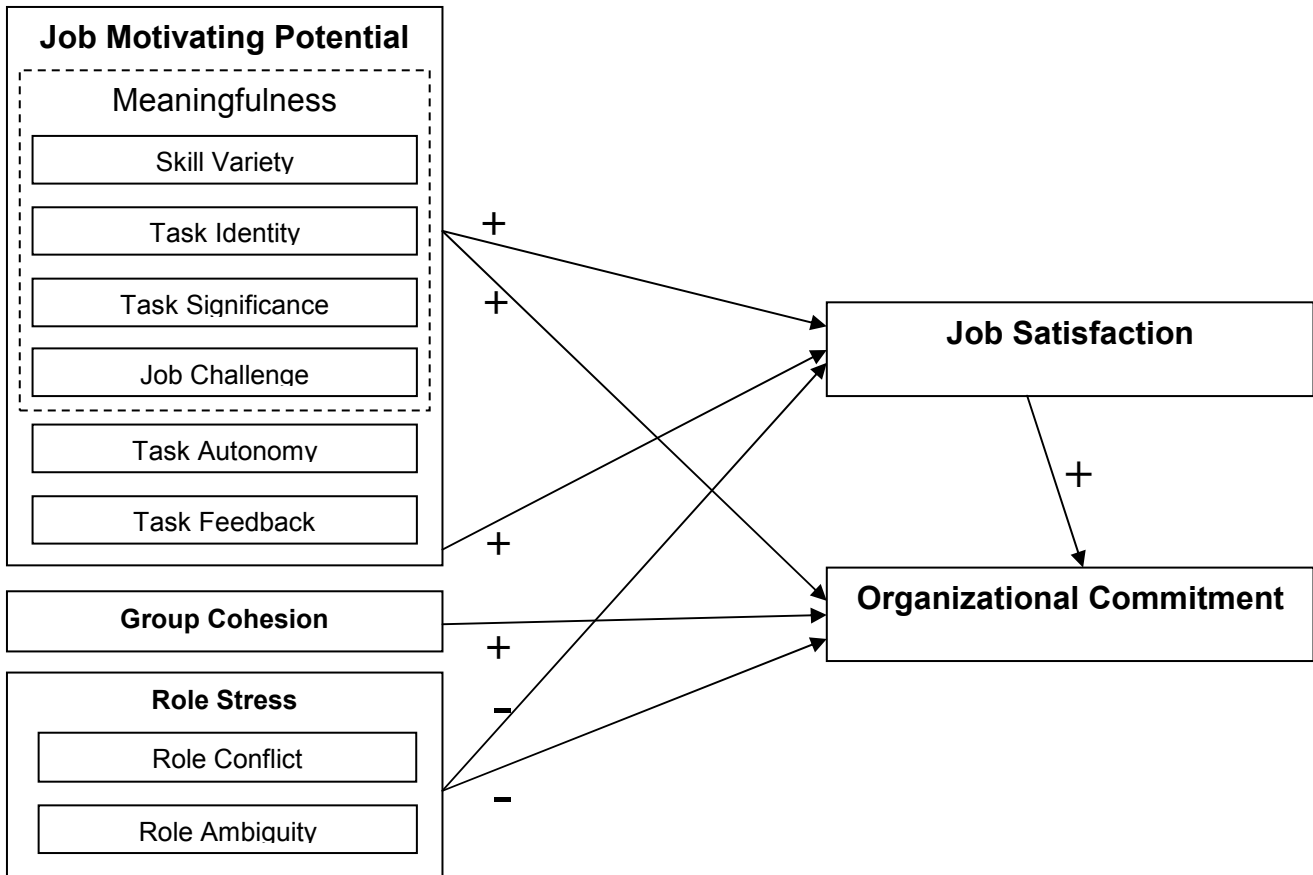 Job Motivating Potential
Meaningfulness
Skill Variety
Task Identity
Task Significance
Job Challenge
Task Autonomy
Task Feedback
Group Cohesion
Role Stress
Role Conflict
Role Ambiguity
+
+
+
+
-
-
Job Satisfaction
+
Organizational Commitment